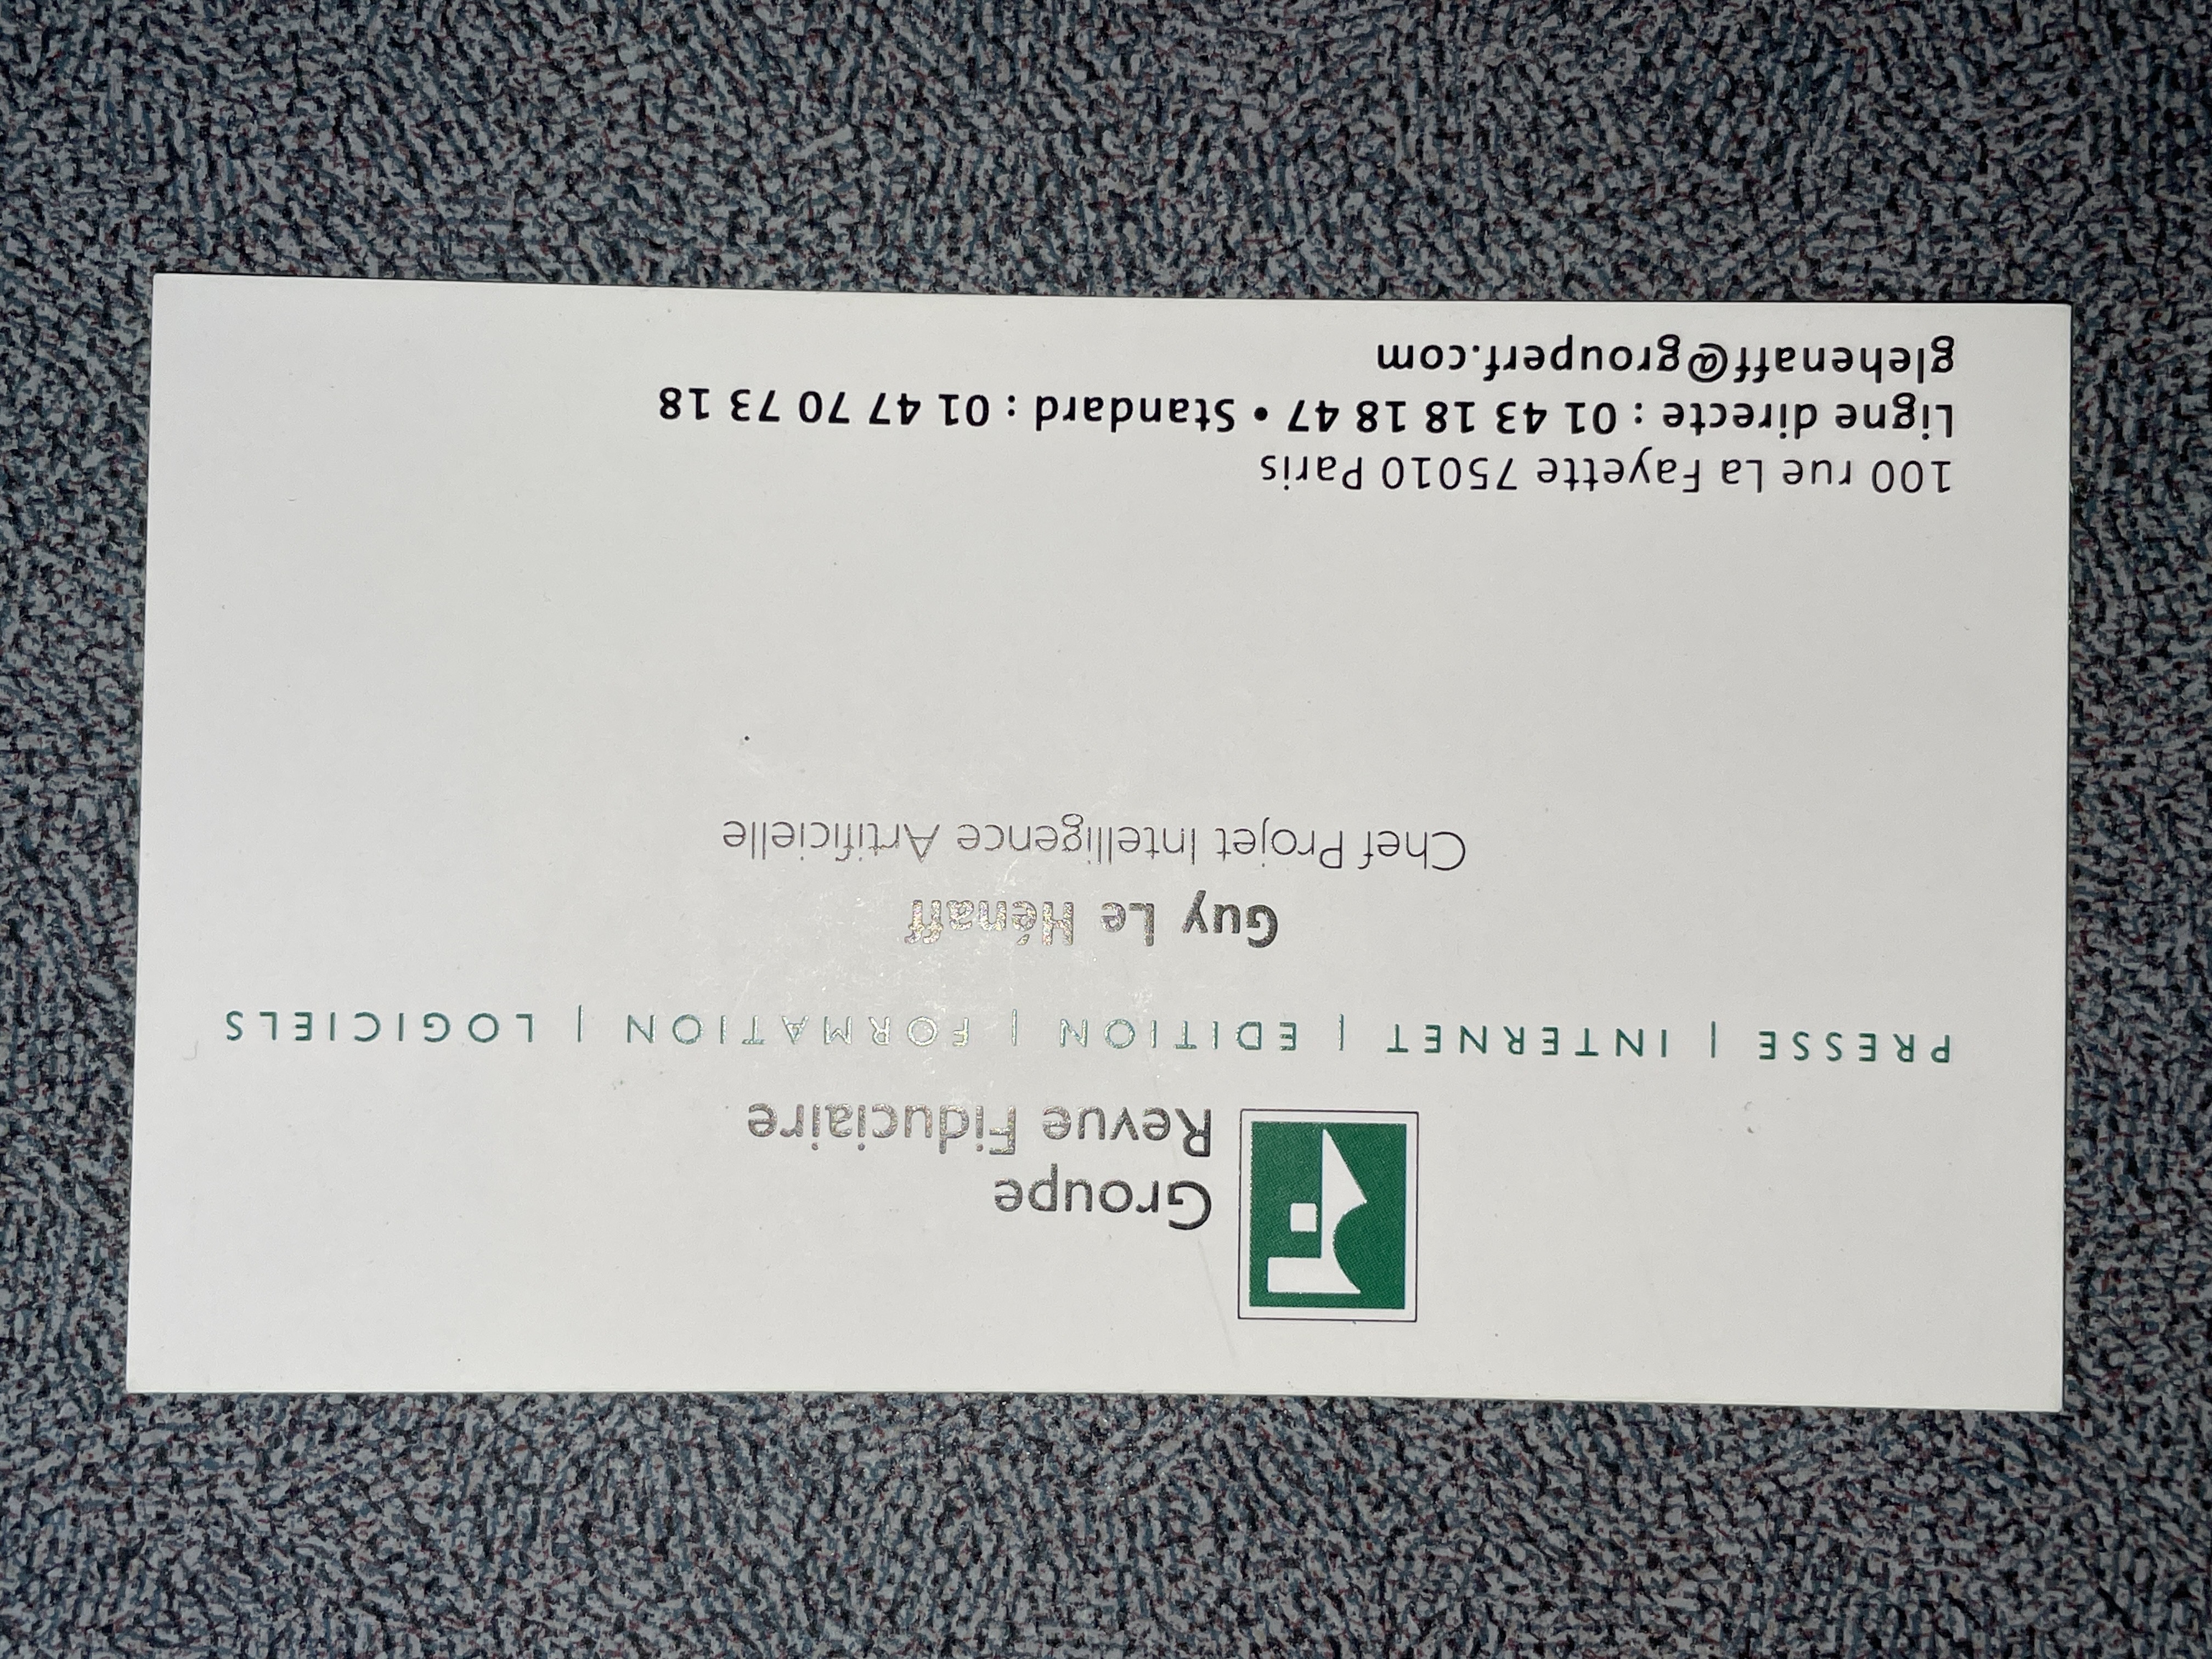 Groupe
Revue Fiduciaire
PRESSE | INTERNET | EDITION | FORMATION | LOGICIELS
Guy Le Hénaff
Chef Projet Intelligence Artificielle
100 rue La Fayette 75010 Paris
Ligne directe : 01 43 18 18 47 • Standard : 01 47 70 73 18
glehenaff@grouperf.com